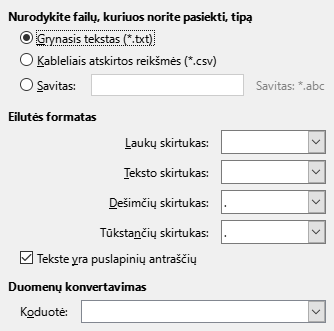 Nurodykite failų, kuriuos norite pasiekti, tipą
Grynasis tekstas (*.txt)
Kableliais atskirtos reikšmės (*.csv)
Savitas:
Savitas: *.abc
Eilutės formatas
Laukų skirtukas:
Teksto skirtukas:
Dešimčių skirtukas: .
Tūkstančių skirtukas: .
Tekste yra puslapinių antraščių
Duomenų konvertavimas
Koduotė: